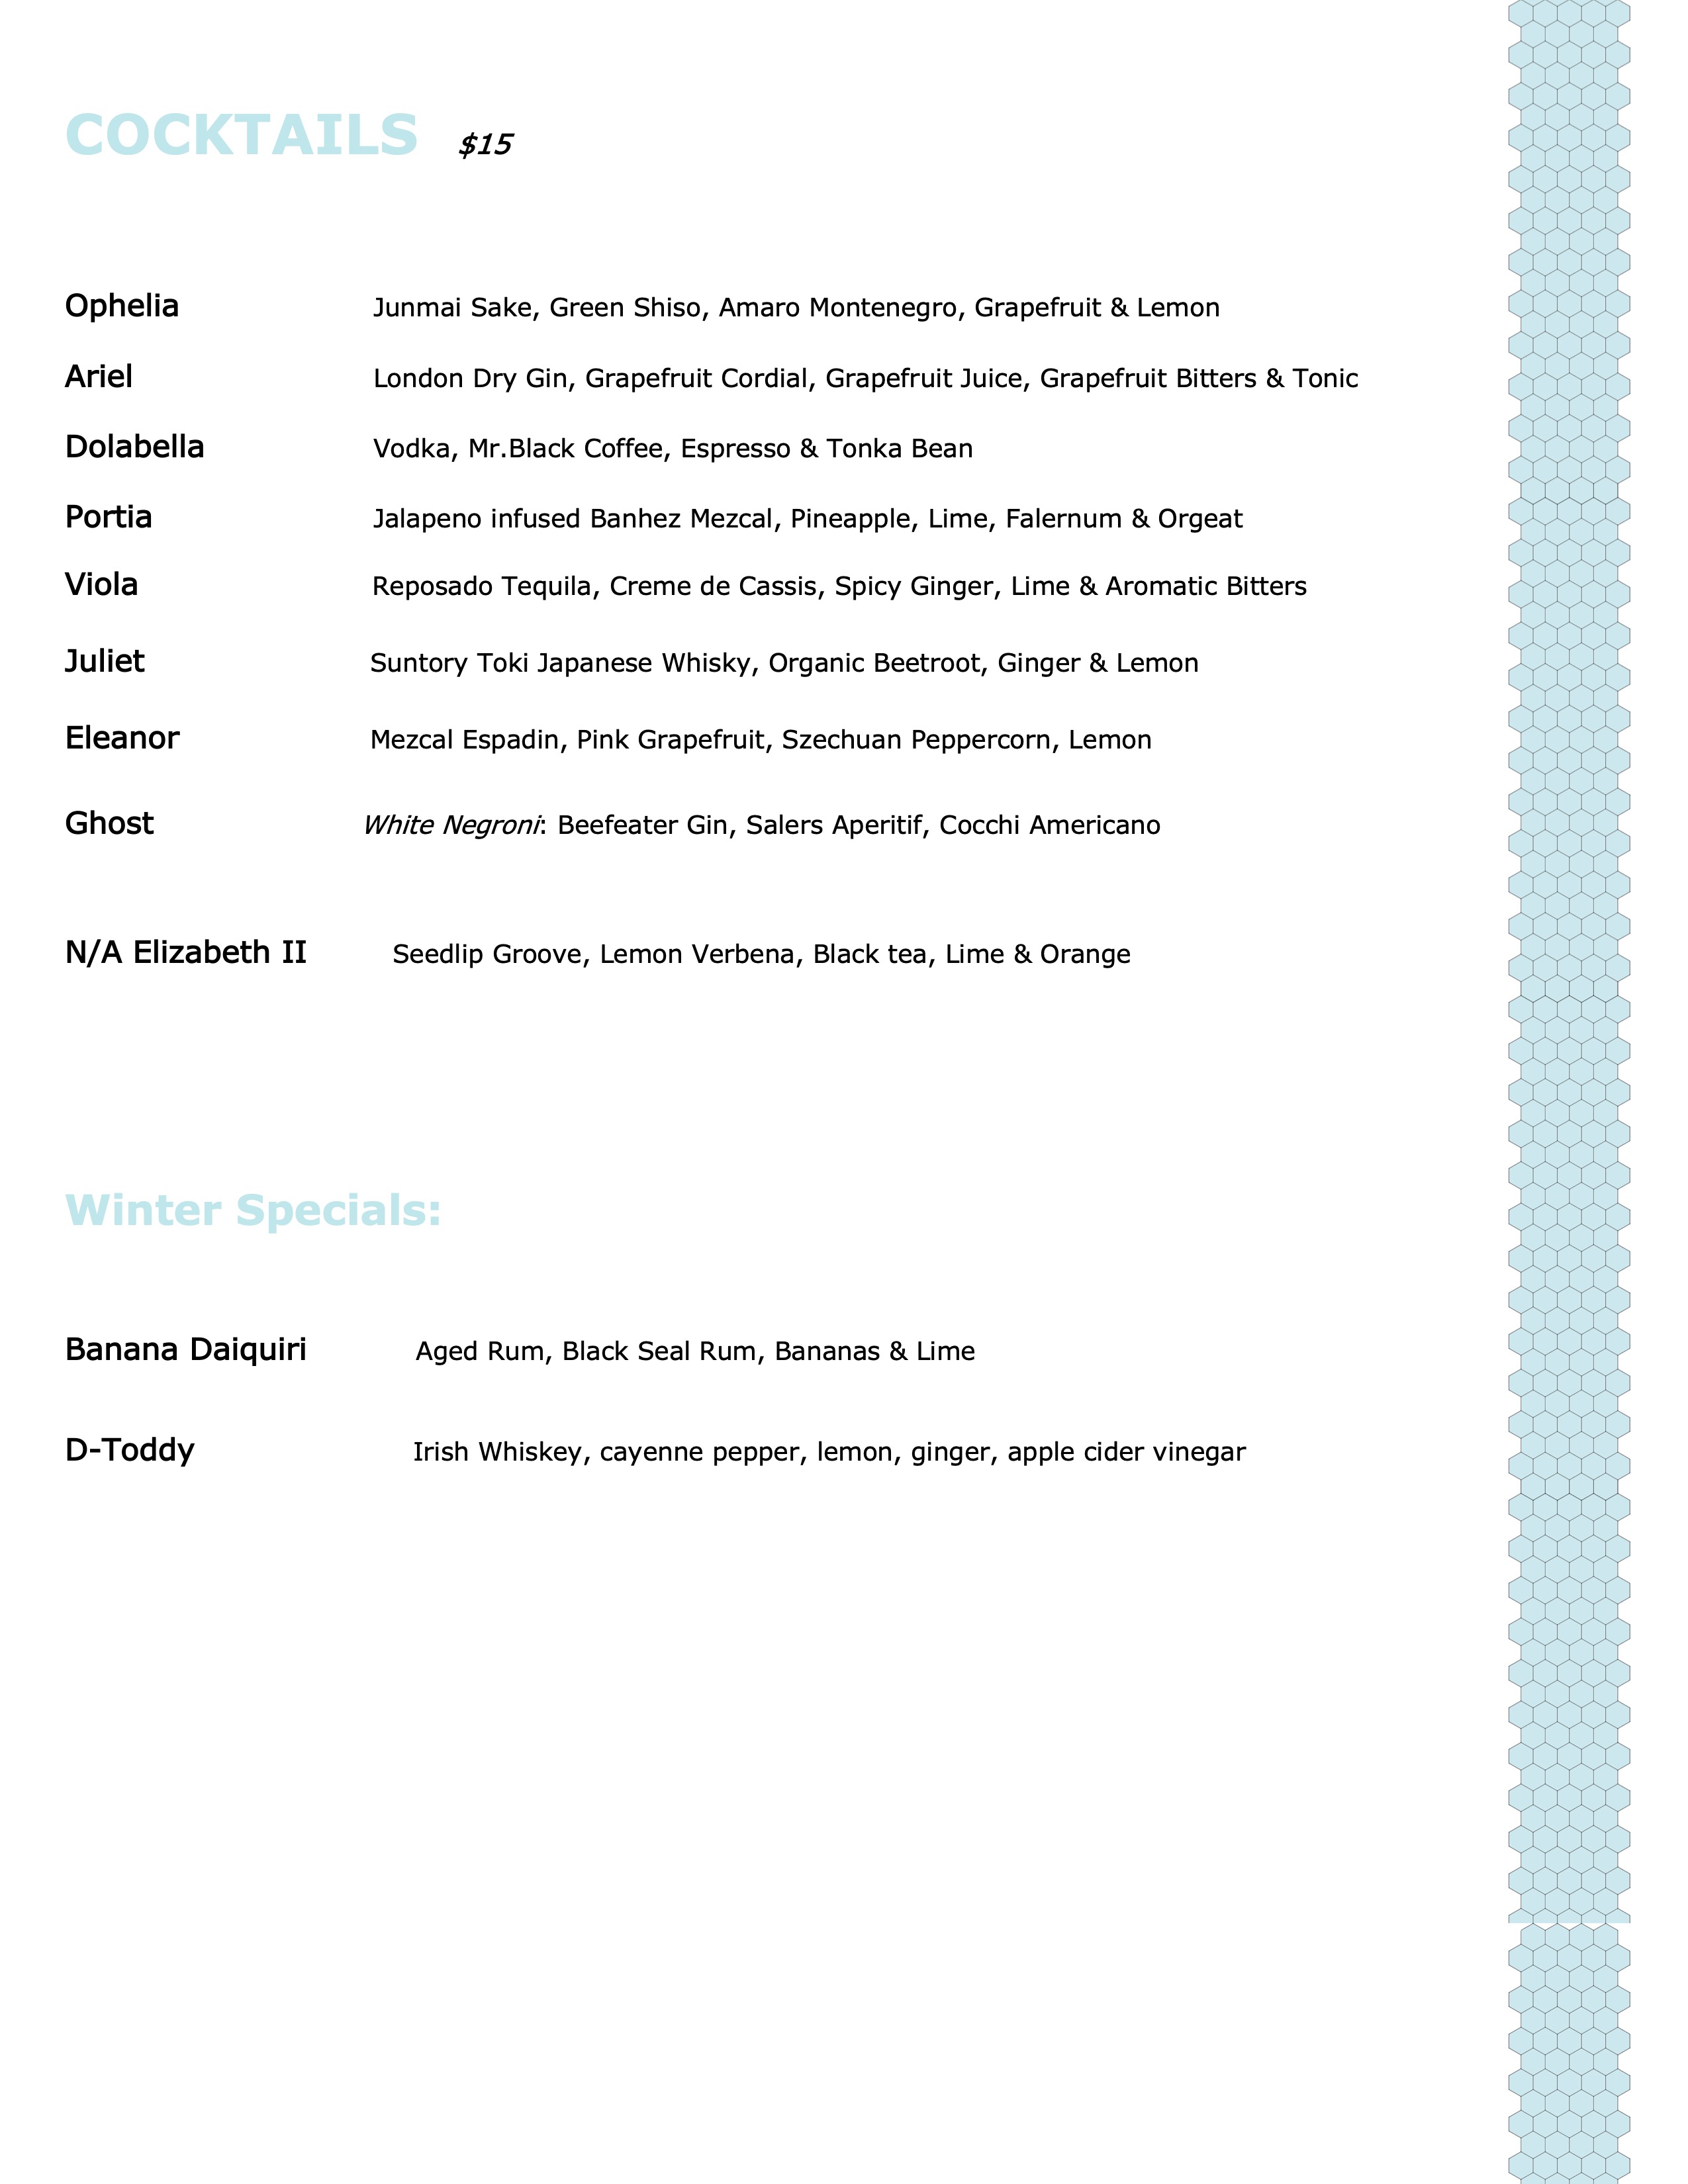 COCKTAILS $15
Ophelia Junmai Sake, Green Shiso, Amaro Montenegro, Grapefruit & Lemon
Ariel London Dry Gin, Grapefruit Cordial, Grapefruit Juice, Grapefruit Bitters & Tonic
Dolabella Vodka, Mr.Black Coffee, Espresso & Tonka Bean
Portia Jalapeno infused Banhez Mezcal, Pineapple, Lime, Falernum & Orgeat
Viola Reposado Tequila, Creme de Cassis, Spicy Ginger, Lime & Aromatic Bitters
Juliet Suntory Toki Japanese Whisky, Organic Beetroot, Ginger & Lemon
Eleanor Mezcal Espadin, Pink Grapefruit, Szechuan Peppercorn, Lemon
Ghost White Negroni: Beefeater Gin, Salers Aperitif, Cocchi Americano
N/A Elizabeth II Seedlip Groove, Lemon Verbena, Black tea, Lime & Orange
Winter Specials:
Banana Daiquiri Aged Rum, Black Seal Rum, Bananas & Lime
D-Toddy Irish Whiskey, cayenne pepper, lemon, ginger, apple cider vinegar